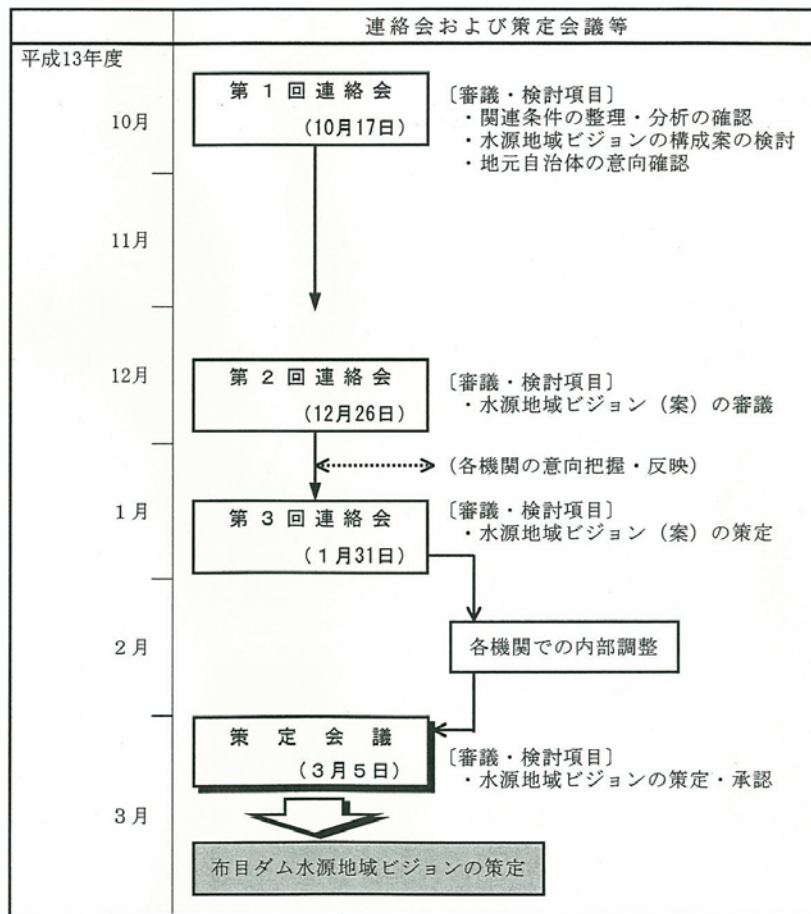 連絡会および策定会議等
平成13年度
10月
第1回連絡会
(10月17日)
〔審議・検討項目〕
・関連条件の整理・分析の確認
・水源地域ビジョンの構成案の検討
・地元自治体の意向確認
11月
12月
第2回連絡会
(12月26日)
〔審議・検討項目〕
・水源地域ビジョン(案)の審議
(各機関の意向把握・反映)
1月
第3回連絡会
(1月31日)
〔審議・検討項目〕
・水源地域ビジョン(案)の策定
2月
各機関での内部調整
策定会議
(3月5日)
〔審議・検討項目〕
・水源地域ビジョンの策定・承認
3月
布目ダム水源地域ビジョンの策定